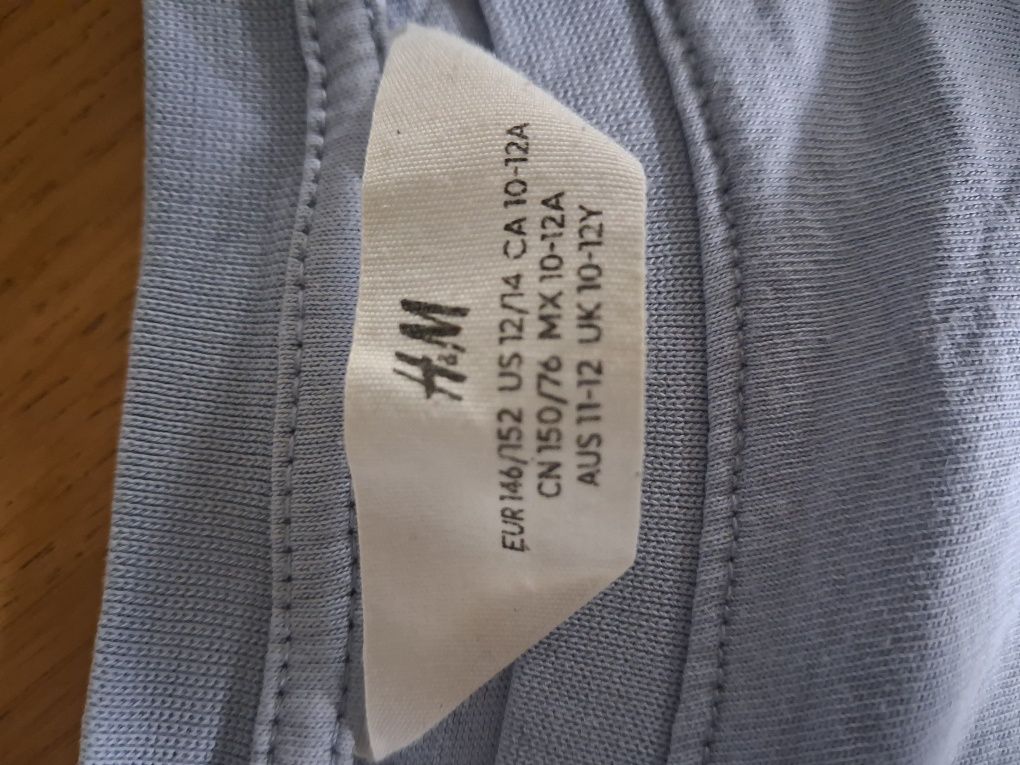 H&M
EUR 146/152 US 12/14 CA 10-12A
CN 150/76 MX 10-12A
AUS 11-12 UK 10-12Y